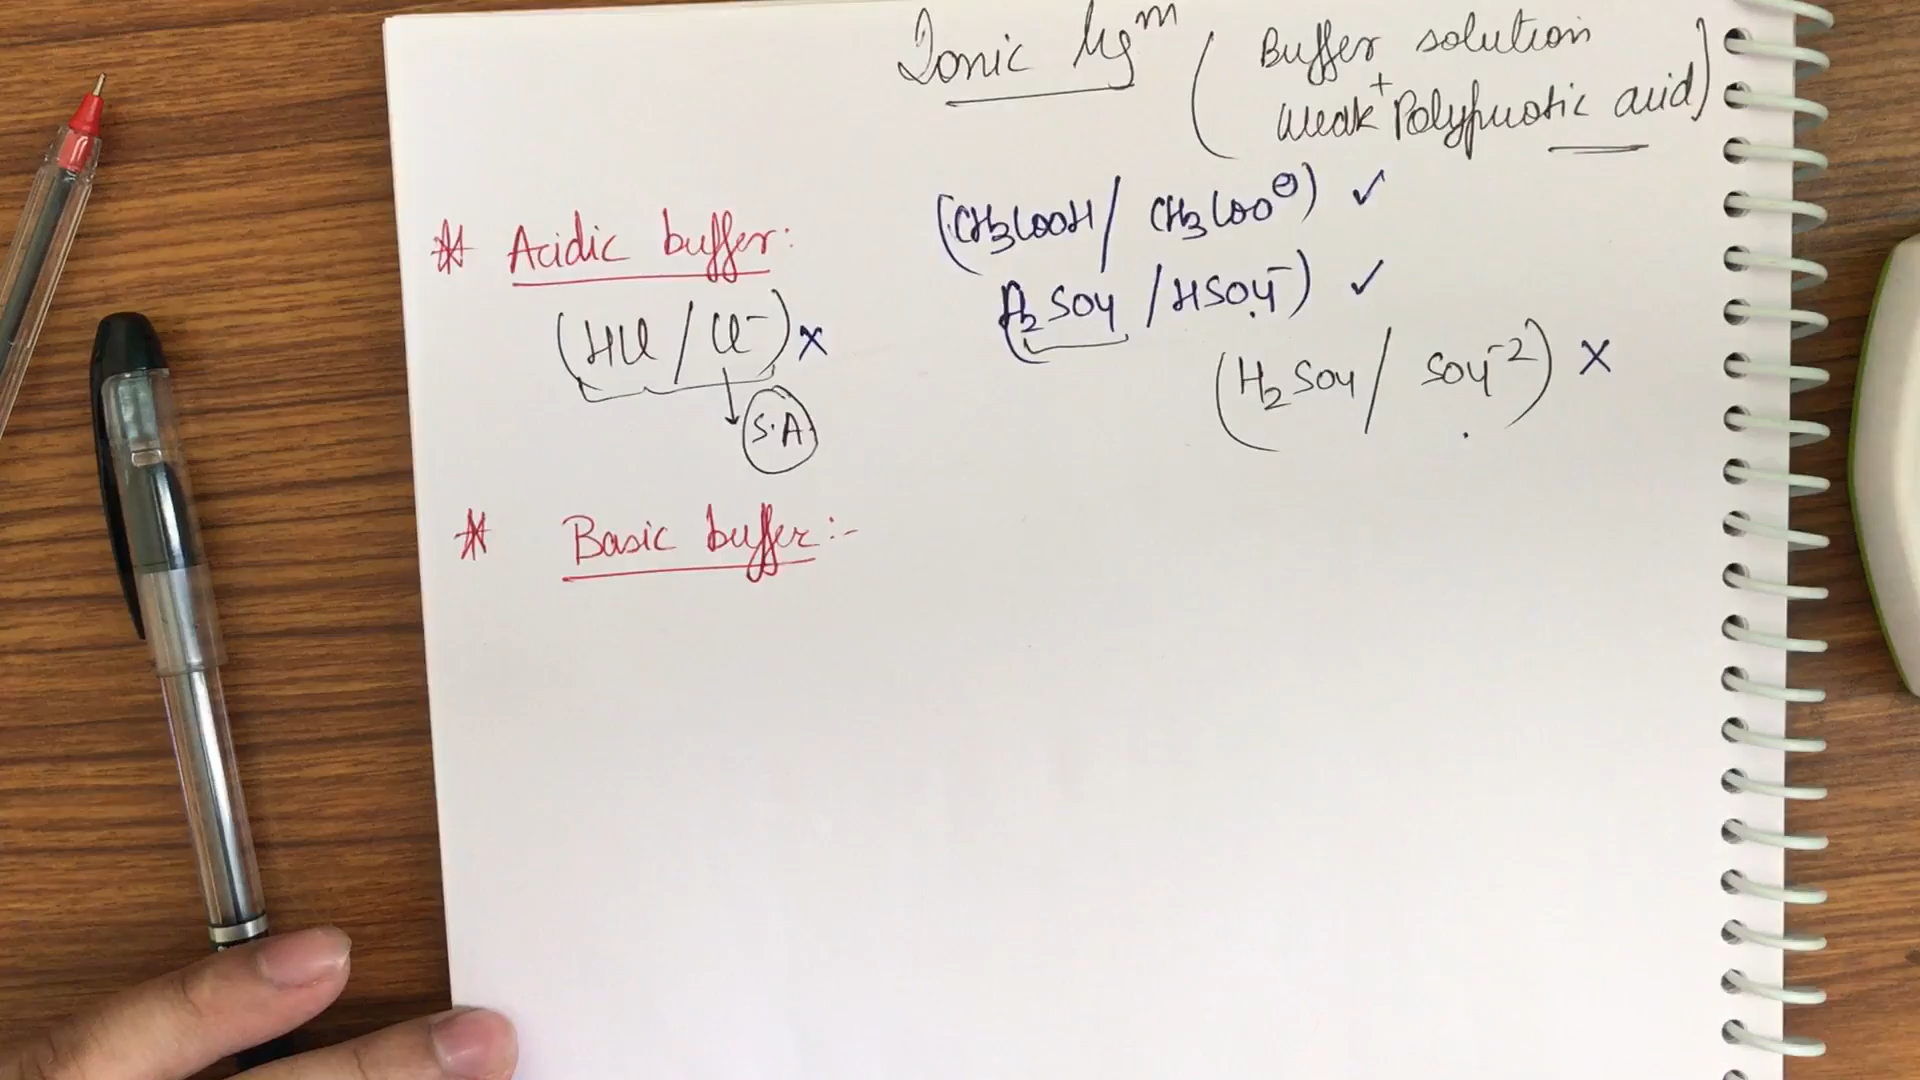 Ionic Eqᵐ ( Buffer solution
+
Weak Polyprotic acid)
* Acidic buffer:
(CH₃COOH / CH₃COO⊖) ✓
(H₂SO₄ / HSO₄⁻) ✓
(HCl / Cl⁻) ×
(H₂SO₄ / SO₄⁻²) ×
S.A.
* Basic buffer:-